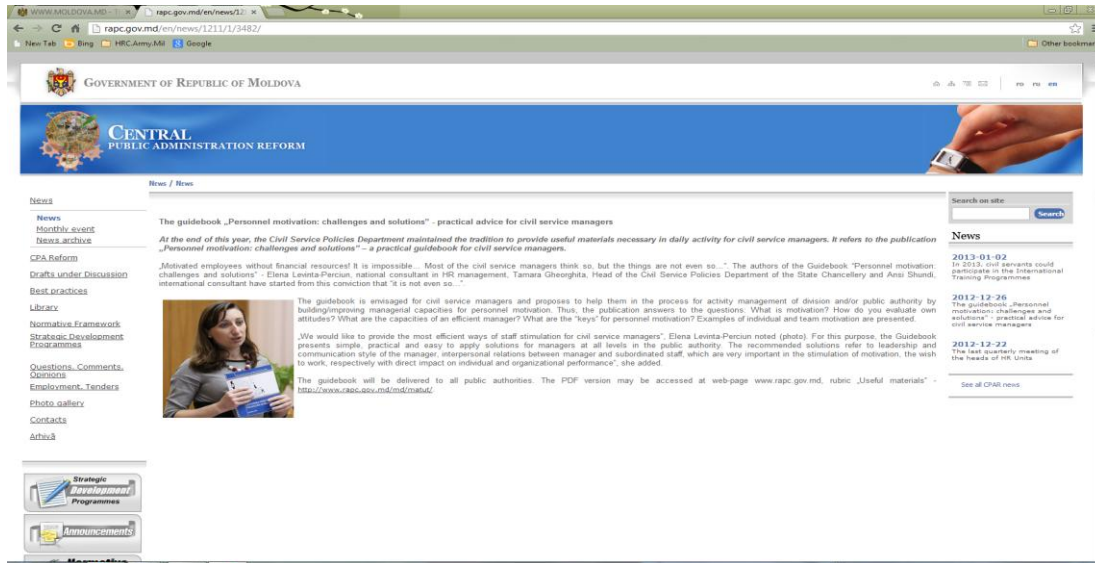 WWW.MOLDOVA.MD - T
rapc.gov.md/en/news/121
rapc.gov.md/en/news/1211/1/3482/
New Tab Bing HRC.Army.Mil Google Other bookmar
GOVERNMENT OF REPUBLIC OF MOLDOVA
ro ru en
CENTRAL
PUBLIC ADMINISTRATION REFORM
News / News
News
News
Monthly event
News archive
CPA Reform
Drafts under Discussion
Best practices
Library
Normative Framework
Strategic Development
Programmes
Questions, Comments,
Opinions
Employment, Tenders
Photo gallery
Contacts
Arhivă
Strategic
Development
Programmes
Announcements
Normative
The guidebook „Personnel motivation: challenges and solutions" - practical advice for civil service managers
At the end of this year, the Civil Service Policies Department maintained the tradition to provide useful materials necessary in daily activity for civil service managers. It refers to the publication
„Personnel motivation: challenges and solutions" – a practical guidebook for civil service managers.
„Motivated employees without financial resources! It is impossible... Most of the civil service managers think so, but the things are not even so...". The authors of the Guidebook "Personnel motivation:
challenges and solutions" - Elena Levinta-Perciun, national consultant in HR management, Tamara Gheorghita, Head of the Civil Service Policies Department of the State Chancellery and Ansi Shundi,
international consultant have started from this conviction that "it is not even so...".
The guidebook is envisaged for civil service managers and proposes to help them in the process for activity management of division and/or public authority by
building/improving managerial capacities for personnel motivation. Thus, the publication answers to the questions: What is motivation? How do you evaluate own
attitudes? What are the capacities of an efficient manager? What are the "keys" for personnel motivation? Examples of individual and team motivation are presented.
„We would like to provide the most efficient ways of staff stimulation for civil service managers", Elena Levinta-Perciun noted (photo). For this purpose, the Guidebook
presents simple, practical and easy to apply solutions for managers at all levels in the public authority. The recommended solutions refer to leadership and
communication style of the manager, interpersonal relations between manager and subordinated staff, which are very important in the stimulation of motivation, the wish
to work, respectively with direct impact on individual and organizational performance", she added.
The guidebook will be delivered to all public authorities. The PDF version may be accessed at web-page www.rapc.gov.md, rubric „Useful materials" -
http://www.rapc.gov.md/md/matut/.
Search on site
Search
News
2013-01-02
In 2013, civil servants could
participate in the International
Training Programmes
2012-12-26
The guidebook „Personnel
motivation: challenges and
solutions" - practical advice for
civil service managers
2012-12-22
The last quarterly meeting of
the heads of HR Units
See all CPAR news